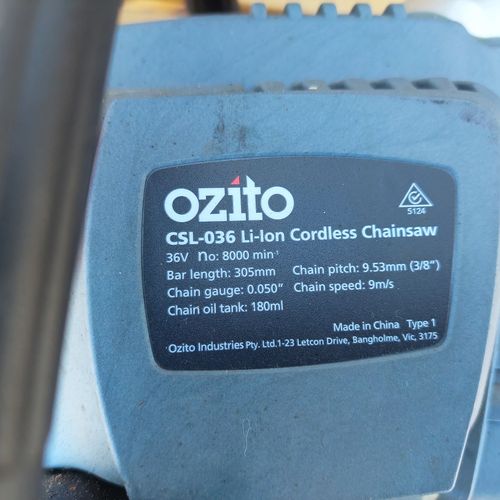 ozito
S124
CSL-036 Li-Ion Cordless Chainsaw
36V no: 8000 min⁻¹
Bar length: 305mm Chain pitch: 9.53mm (3/8")
Chain gauge: 0.050" Chain speed: 9m/s
Chain oil tank: 180ml
Made in China Type 1
Ozito Industries Pty. Ltd.1-23 Letcon Drive, Bangholme, Vic, 3175